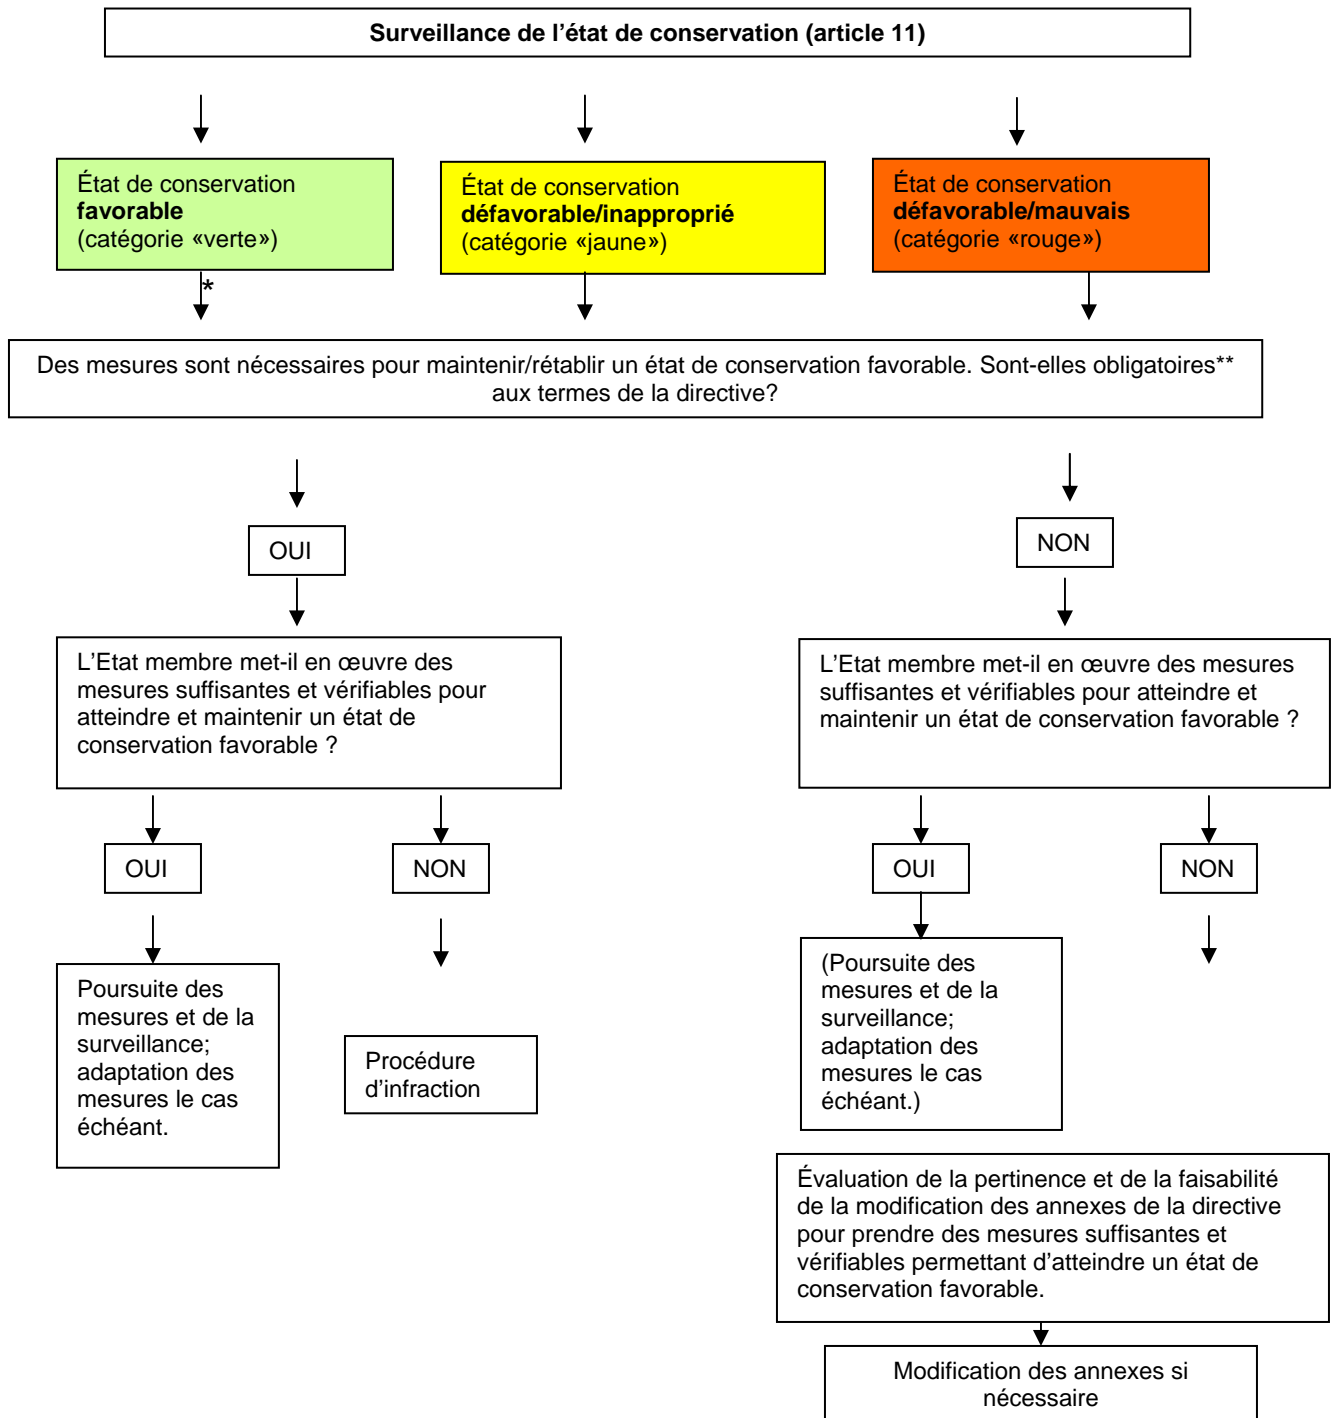 Surveillance de l’état de conservation (article 11)
État de conservation
favorable
(catégorie «verte»)
État de conservation
défavorable/inapproprié
(catégorie «jaune»)
État de conservation
défavorable/mauvais
(catégorie «rouge»)
*
Des mesures sont nécessaires pour maintenir/rétablir un état de conservation favorable. Sont-elles obligatoires**
aux termes de la directive?
OUI
NON
L’Etat membre met-il en œuvre des
mesures suffisantes et vérifiables pour
atteindre et maintenir un état de
conservation favorable ?
L’Etat membre met-il en œuvre des mesures
suffisantes et vérifiables pour atteindre et
maintenir un état de conservation favorable ?
OUI
NON
OUI
NON
Poursuite des
mesures et de la
surveillance;
adaptation des
mesures le cas
échéant.
Procédure
d’infraction
(Poursuite des
mesures et de la
surveillance;
adaptation des
mesures le cas
échéant.)
Évaluation de la pertinence et de la faisabilité
de la modification des annexes de la directive
pour prendre des mesures suffisantes et
vérifiables permettant d’atteindre un état de
conservation favorable.
Modification des annexes si
nécessaire